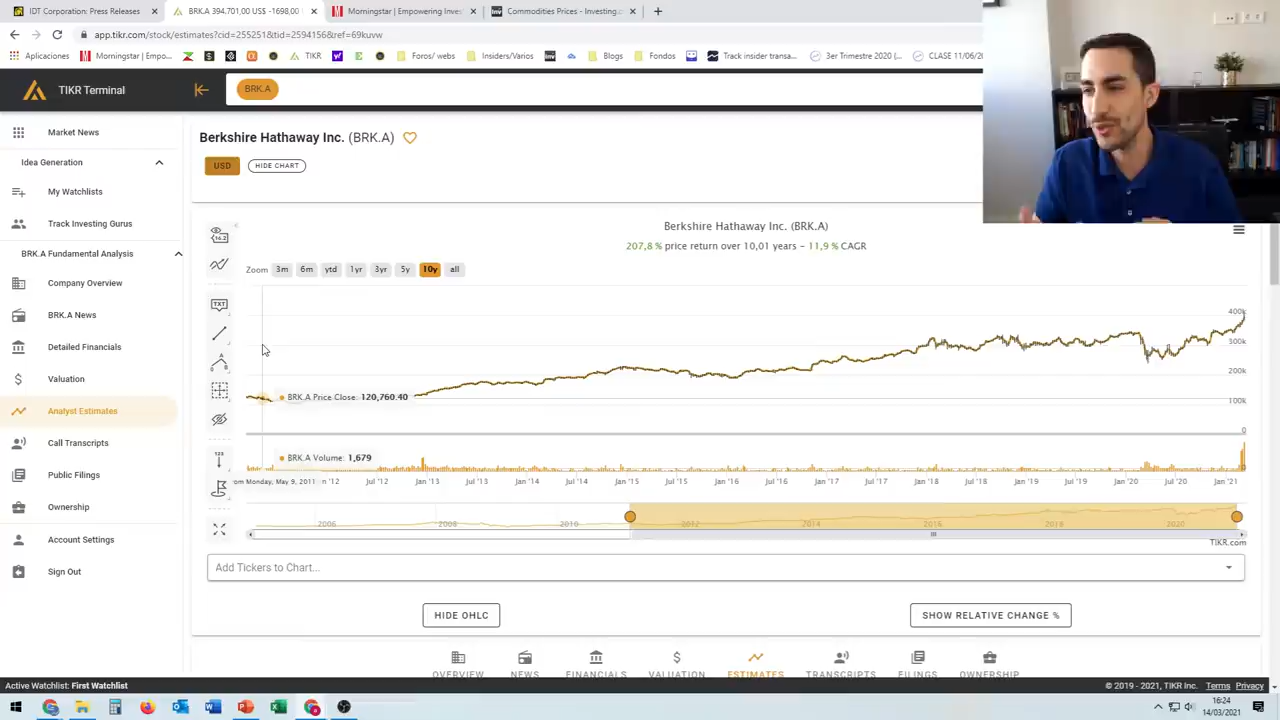 IDT Corporation: Press Releases
BRK.A 394.701,00 US$ -1698,00
Morningstar | Empowering Inves
Commodities Prices - Investing.c
app.tikr.com/stock/estimates?cid=255251&tid=2594156&ref=69kuvw
Aplicaciones
Morningstar | Empo...
TIKR
Foros/ webs
Insiders/Varios
Blogs
Fondos
Track insider transa...
3er Trimestre 2020 (...
CLASE 11/06/20
TIKR Terminal
BRK.A
Market News
Idea Generation
My Watchlists
Track Investing Gurus
BRK.A Fundamental Analysis
Company Overview
BRK.A News
Detailed Financials
Valuation
Analyst Estimates
Call Transcripts
Public Filings
Ownership
Account Settings
Sign Out
Berkshire Hathaway Inc. (BRK.A)
USD
HIDE CHART
Berkshire Hathaway Inc. (BRK.A)
207,8 % price return over 10,01 years - 11,9 % CAGR
Zoom 3m 6m ytd 1yr 3yr 5y 10y all
TXT
400k
300k
200k
100k
0
BRK.A Price Close: 120,760.40
BRK.A Volume: 1,679
0
from Monday, May 9, 2011 n '12 Jul '12 Jan '13 Jul '13 Jan '14 Jul '14 Jan '15 Jul '15 Jan '16 Jul '16 Jan '17 Jul '17 Jan '18 Jul '18 Jan '19 Jul '19 Jan '20 Jul '20 Jan '21
2006 2008 2010 2012 2014 2016 2018 2020
TIKR.com
Add Tickers to Chart...
HIDE OHLC
SHOW RELATIVE CHANGE %
OVERVIEW NEWS FINANCIALS VALUATION ESTIMATES TRANSCRIPTS FILINGS OWNERSHIP
Active Watchlist: First Watchlist
© 2019 - 2021, TIKR Inc. Terms Privacy
16:24
14/03/2021